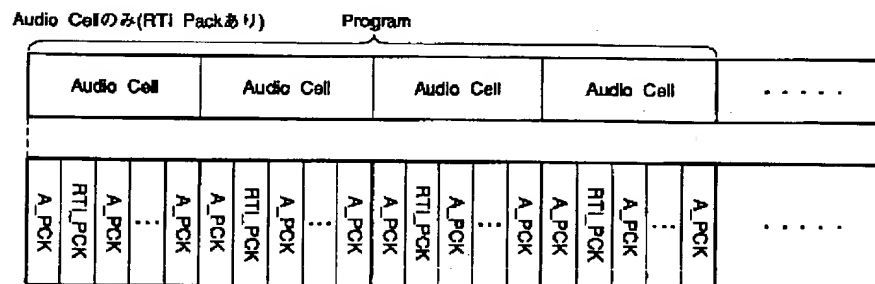 Audio Cellのみ(RTI Packあり) Program
Audio Cell Audio Cell Audio Cell Audio Cell ・・・・・
A_PCK RTI_PCK A_PCK ... A_PCK A_PCK RTI_PCK A_PCK ... A_PCK A_PCK RTI_PCK A_PCK ... A_PCK A_PCK RTI_PCK A_PCK ... A_PCK ・・・・・